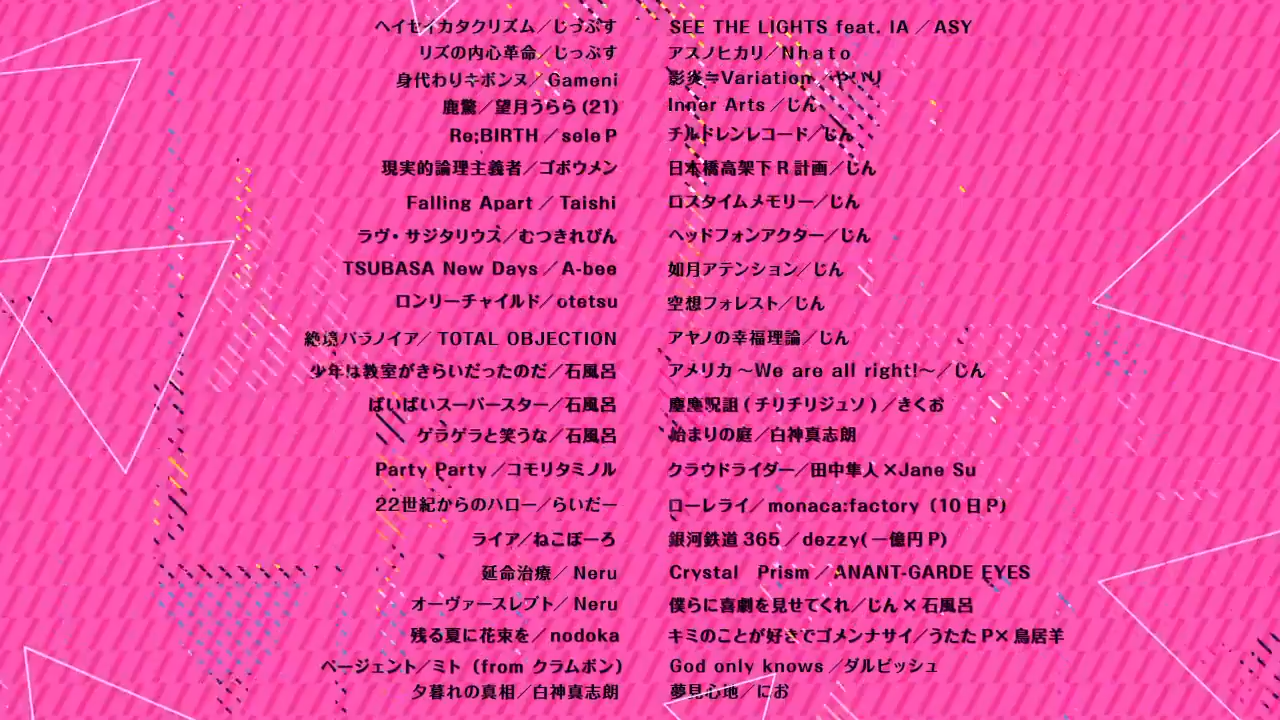 ヘイセイカタクリズム／じっぷす
リズの内心革命／じっぷす
身代わりキボンヌ／Gameni
鹿驚／望月うらら(21)
Re;BIRTH／seleP
現実的論理主義者／ゴボウメン
Falling Apart／Taishi
ラヴ・サジタリウス／むつきれびん
TSUBASA New Days／A-bee
ロンリーチャイルド／otetsu
絶境パラノイア／TOTAL OBJECTION
少年は教室がきらいだったのだ／石風呂
ばいばいスーパースター／石風呂
ゲラゲラと笑うな／石風呂
Party Party／コモリタミノル
22世紀からのハロー／らいだー
ライア／ねこぼーろ
延命治療／Neru
オーヴァースレプト／Neru
残る夏に花束を／nodoka
ページェント／ミト（from クラムボン）
夕暮れの真相／白神真志朗
SEE THE LIGHTS feat. IA／ASY
アスノヒカリ／Nhato
影炎≒Variation／やいり
Inner Arts／じん
チルドレンレコード／じん
日本橋高架下R計画／じん
ロスタイムメモリー／じん
ヘッドフォンアクター／じん
如月アテンション／じん
空想フォレスト／じん
アヤノの幸福理論／じん
アメリカ～We are all right!～／じん
塵塵呪詛(チリチリジュソ)／きくお
始まりの庭／白神真志朗
クラウドライダー／田中隼人×Jane Su
ローレライ／monaca:factory（10日P）
銀河鉄道365／dezzy(一億円P)
Crystal　Prism／ANANT-GARDE EYES
僕らに喜劇を見せてくれ／じん×石風呂
キミのことが好きでゴメンナサイ／うたたP×鳥居羊
God only knows／ダルビッシュ
夢見心地／にお